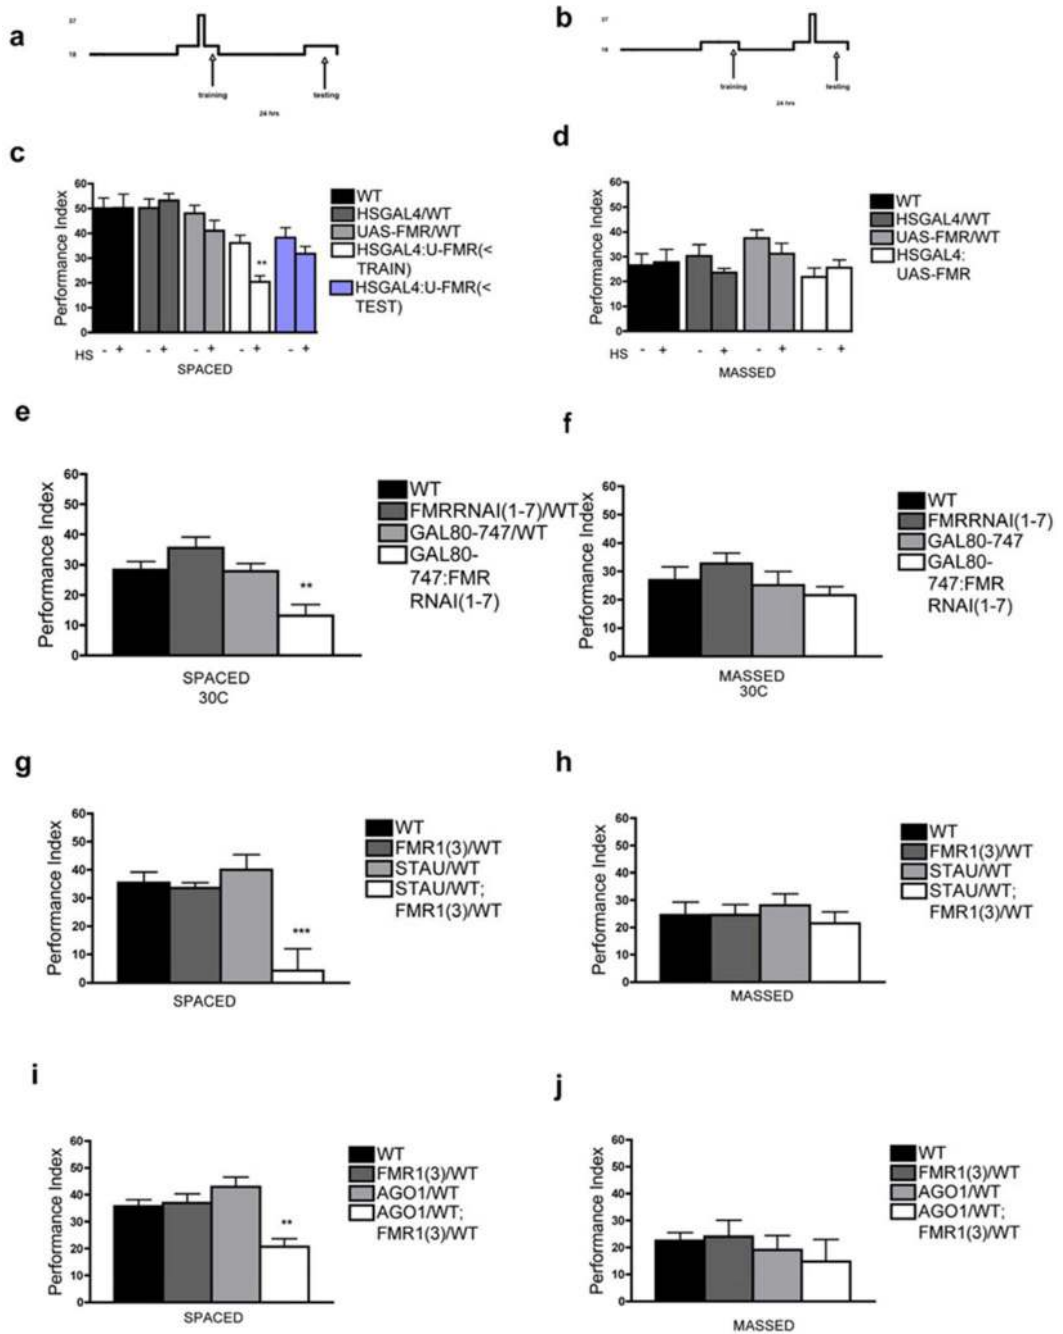 a
37
18
training
testing
24 hrs
b
37
18
training
testing
24 hrs
c
Performance Index
60
50
40
30
20
10
0
**
HS - + - + - + - + - +
SPACED
WT
HSGAL4/WT
UAS-FMR/WT
HSGAL4:U-FMR(<
TRAIN)
HSGAL4:U-FMR(<
TEST)
d
Performance Index
60
50
40
30
20
10
0
HS - + - + - + - +
MASSED
WT
HSGAL4/WT
UAS-FMR/WT
HSGAL4:
UAS-FMR
e
Performance Index
60
50
40
30
20
10
0
**
SPACED
30C
WT
FMRRNAI(1-7)/WT
GAL80-747/WT
GAL80-
747:FMR
RNAI(1-7)
f
Performance Index
60
50
40
30
20
10
0
MASSED
30C
WT
FMRRNAI(1-7)
GAL80-747
GAL80-
747:FMR
RNAI(1-7)
g
Performance Index
60
50
40
30
20
10
0
***
SPACED
WT
FMR1(3)/WT
STAU/WT
STAU/WT;
FMR1(3)/WT
h
Performance Index
60
50
40
30
20
10
0
MASSED
WT
FMR1(3)/WT
STAU/WT
STAU/WT;
FMR1(3)/WT
i
Performance Index
60
50
40
30
20
10
0
**
SPACED
WT
FMR1(3)/WT
AGO1/WT
AGO1/WT;
FMR1(3)/WT
j
Performance Index
60
50
40
30
20
10
0
MASSED
WT
FMR1(3)/WT
AGO1/WT
AGO1/WT;
FMR1(3)/WT